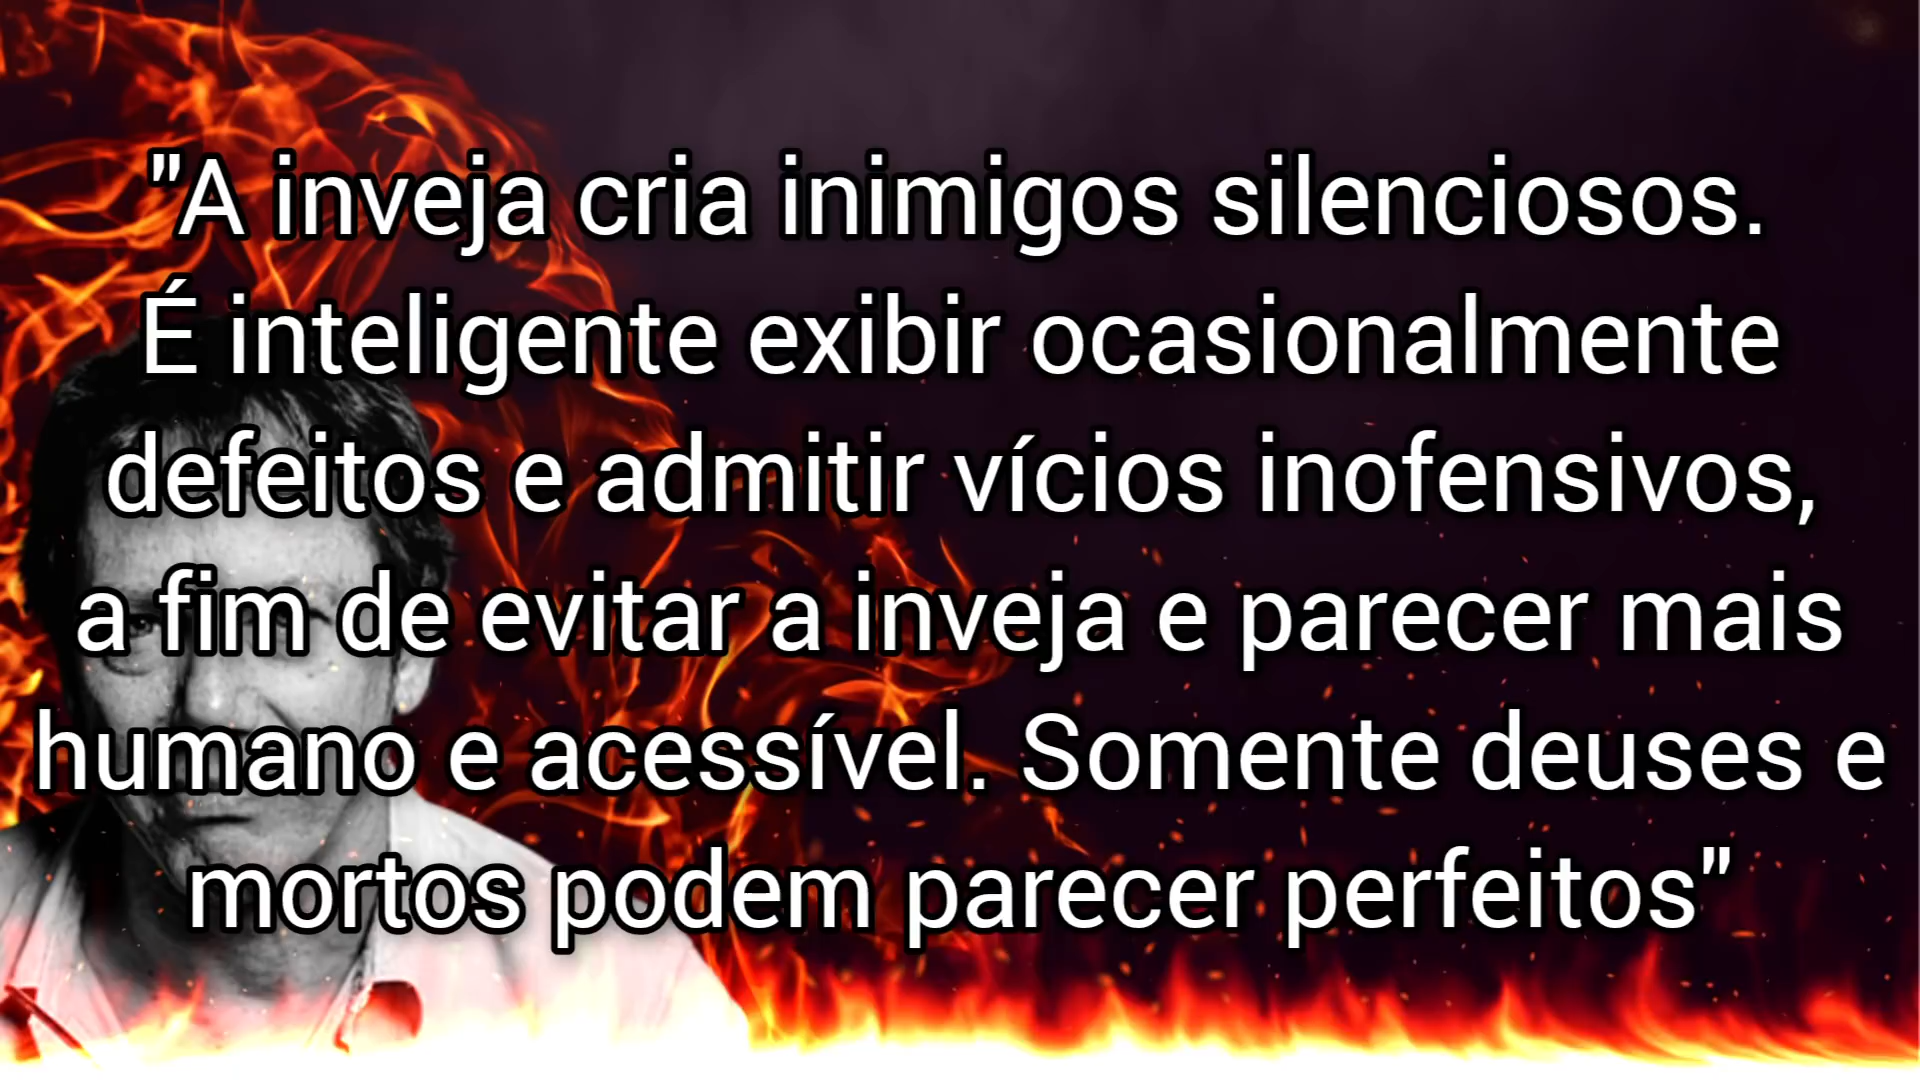 "A inveja cria inimigos silenciosos.
É inteligente exibir ocasionalmente
defeitos e admitir vícios inofensivos,
a fim de evitar a inveja e parecer mais
humano e acessível. Somente deuses e
mortos podem parecer perfeitos"